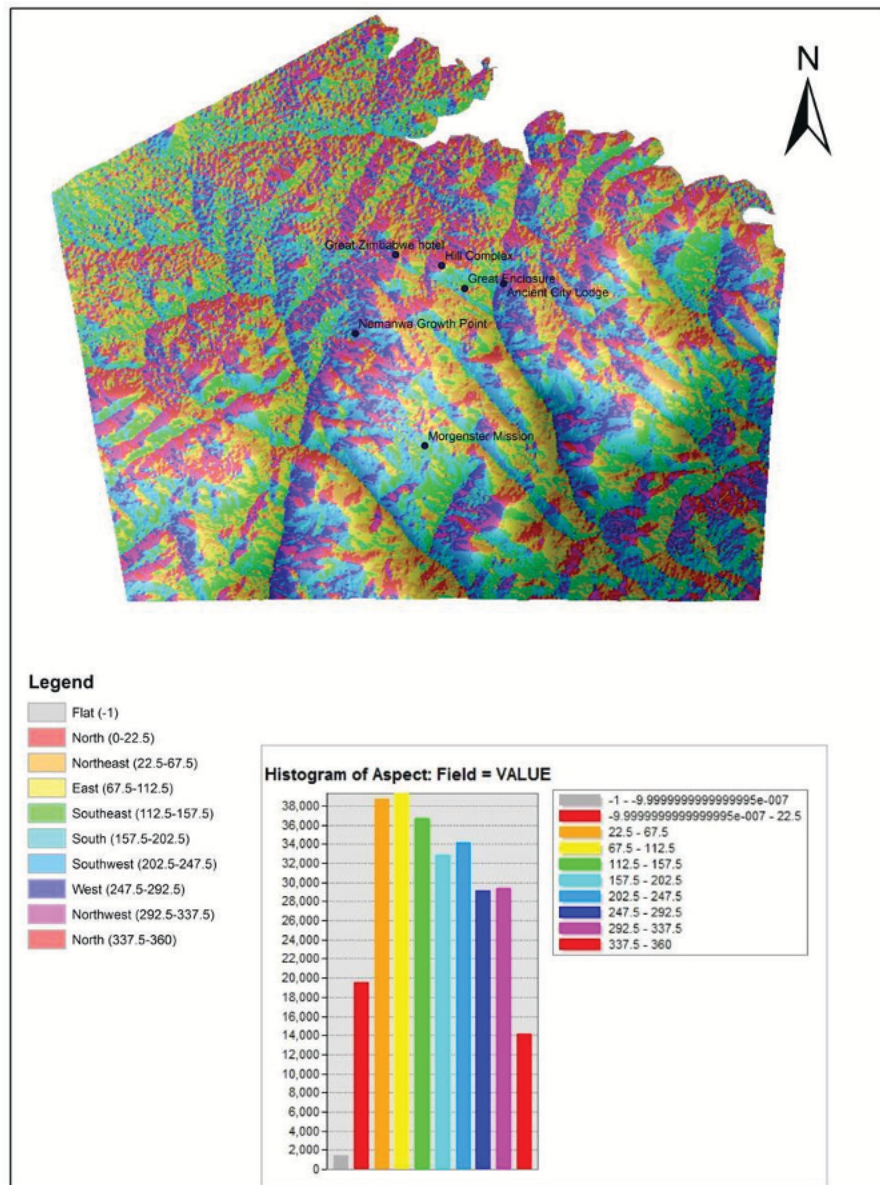 N
Great Zimbabwe hotel
Hill Complex
Great Enclosure
Ancient City Lodge
Nemanwa Growth Point
Morgenster Mission
Legend
Flat (-1)
North (0-22.5)
Northeast (22.5-67.5)
East (67.5-112.5)
Southeast (112.5-157.5)
South (157.5-202.5)
Southwest (202.5-247.5)
West (247.5-292.5)
Northwest (292.5-337.5)
North (337.5-360)
Histogram of Aspect: Field = VALUE
38,000
36,000
34,000
32,000
30,000
28,000
26,000
24,000
22,000
20,000
18,000
16,000
14,000
12,000
10,000
8,000
6,000
4,000
2,000
0
-1 - -9.9999999999999995e-007
-9.9999999999999995e-007 - 22.5
22.5 - 67.5
67.5 - 112.5
112.5 - 157.5
157.5 - 202.5
202.5 - 247.5
247.5 - 292.5
292.5 - 337.5
337.5 - 360